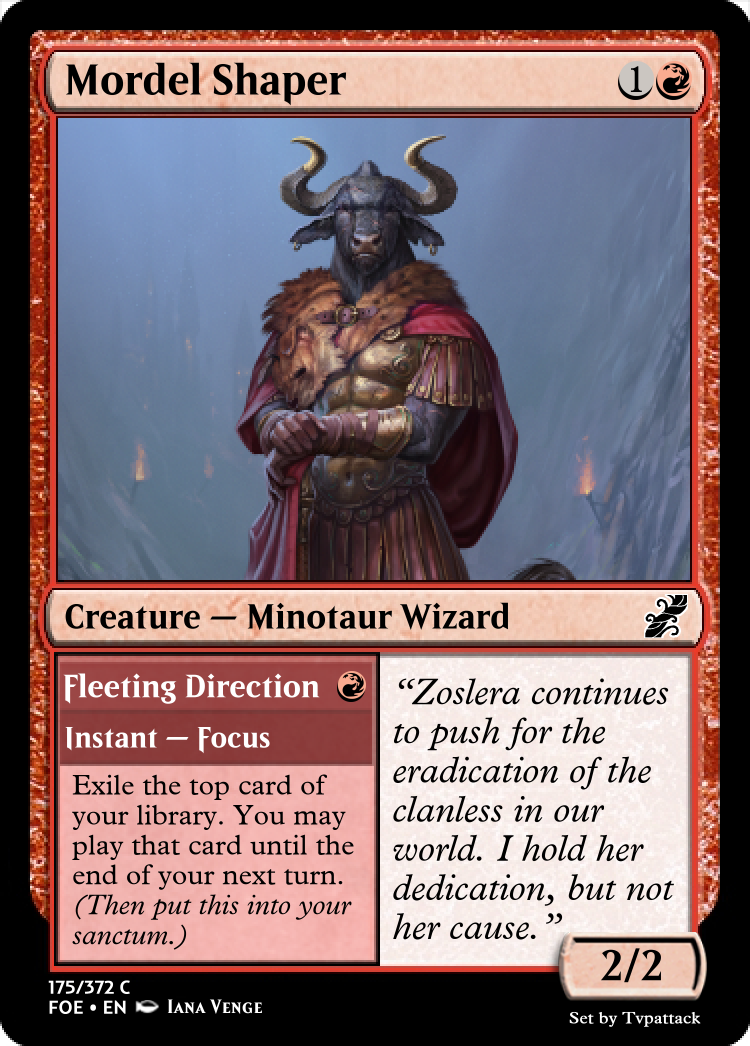 Mordel Shaper 1
Creature — Minotaur Wizard
Fleeting Direction
Instant — Focus
Exile the top card of
your library. You may
play that card until the
end of your next turn.
(Then put this into your
sanctum.)
“Zoslera continues
to push for the
eradication of the
clanless in our
world. I hold her
dedication, but not
her cause.”
2/2
175/372 C
FOE • EN Iana Venge
Set by Tvpattack